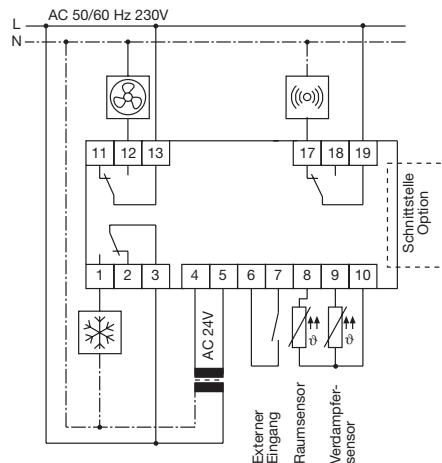 AC 50/60 Hz 230V
L
N
11 12 13
17 18 19
Schnittstelle
Option
1 2 3 4 5 6 7 8 9 10
AC 24V
ϑ ϑ
Externer
Eingang
Raumsensor
Verdampfer-
sensor